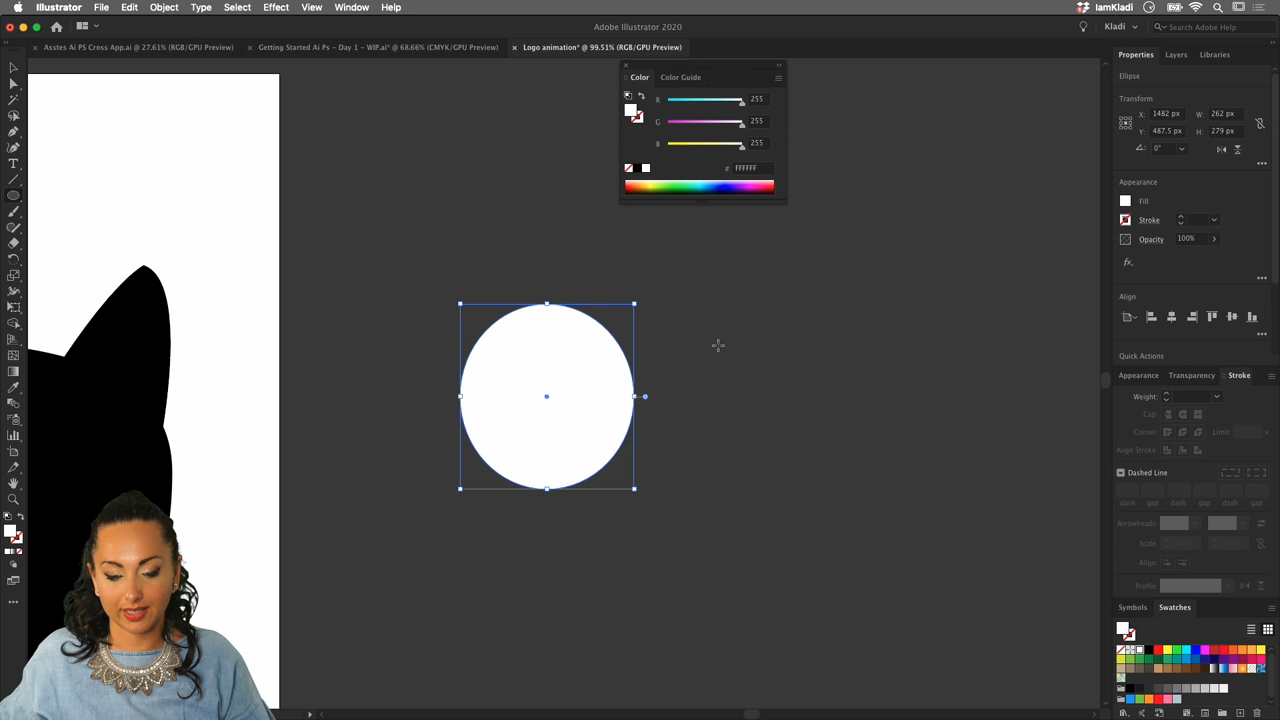 Illustrator File Edit Object Type Select Effect View Window Help IamKladi
Adobe Illustrator 2020 Kladi Search Adobe Help
Asstes Ai PS Cross App.ai* @ 27.61% (RGB/GPU Preview) Getting Started Ai Ps - Day 1 - WIP.ai* @ 68.66% (CMYK/GPU Preview) Logo animation* @ 99.51% (RGB/GPU Preview)
Color Color Guide
R 255
G 255
B 255
# FFFFFF
Properties Layers Libraries
Ellipse
Transform
X: 1482 px W: 262 px
Y: 487.5 px H: 279 px
0°
Appearance
Fill
Stroke
Opacity 100%
fx.
Align
Quick Actions
Appearance Transparency Stroke
Weight:
Cap:
Corner: Limit: x
Align Stroke:
Dashed Line
dash gap dash gap dash gap
Arrowheads:
Scale:
Align:
Profile:
Symbols Swatches